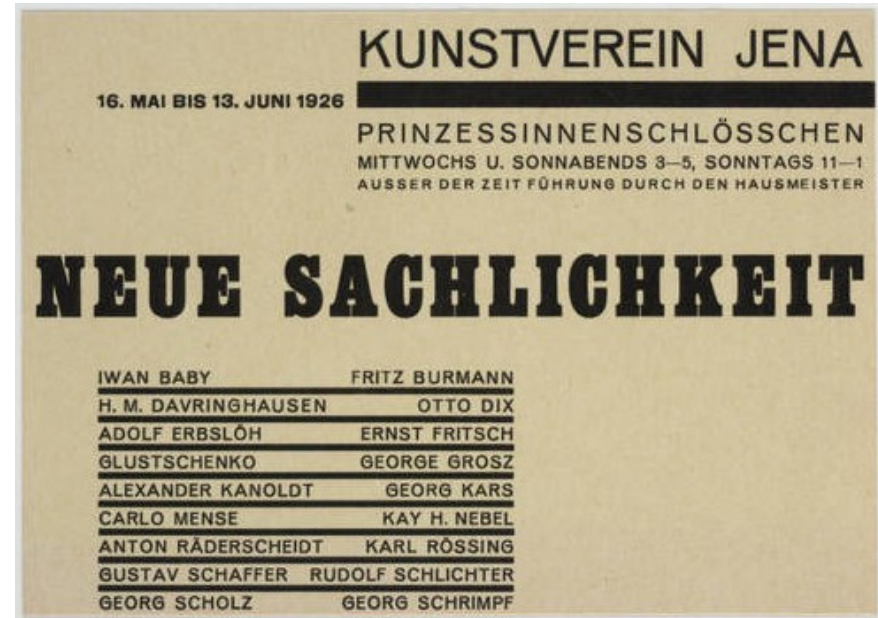 KUNSTVEREIN JENA
16. MAI BIS 13. JUNI 1926
PRINZESSINNENSCHLÖSSCHEN
MITTWOCHS U. SONNABENDS 3—5, SONNTAGS 11—1
AUSSER DER ZEIT FÜHRUNG DURCH DEN HAUSMEISTER
NEUE SACHLICHKEIT
IWAN BABY FRITZ BURMANN
H. M. DAVRINGHAUSEN OTTO DIX
ADOLF ERBSLÖH ERNST FRITSCH
GLUSTSCHENKO GEORGE GROSZ
ALEXANDER KANOLDT GEORG KARS
CARLO MENSE KAY H. NEBEL
ANTON RÄDERSCHEIDT KARL RÖSSING
GUSTAV SCHAFFER RUDOLF SCHLICHTER
GEORG SCHOLZ GEORG SCHRIMPF